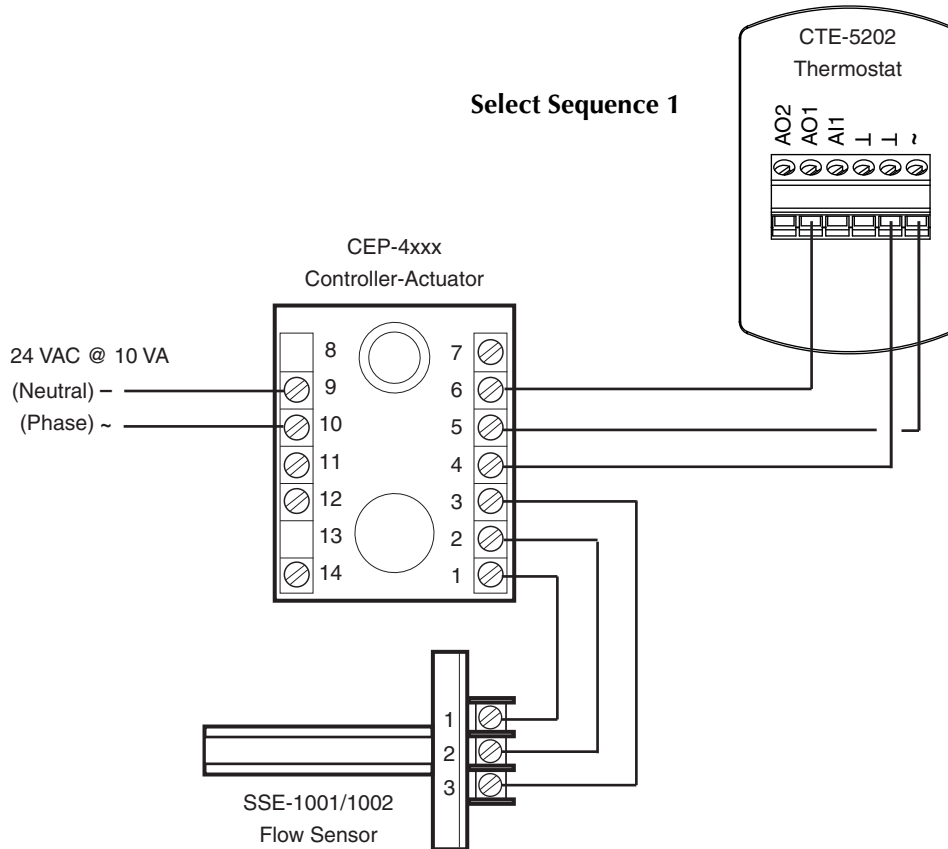 CTE-5202
Thermostat
Select Sequence 1
AO2
AO1
AI1
⊥
⊥
~
CEP-4xxx
Controller-Actuator
24 VAC @ 10 VA
(Neutral) –
(Phase) ~
8
9
10
11
12
13
14
7
6
5
4
3
2
1
1
2
3
SSE-1001/1002
Flow Sensor